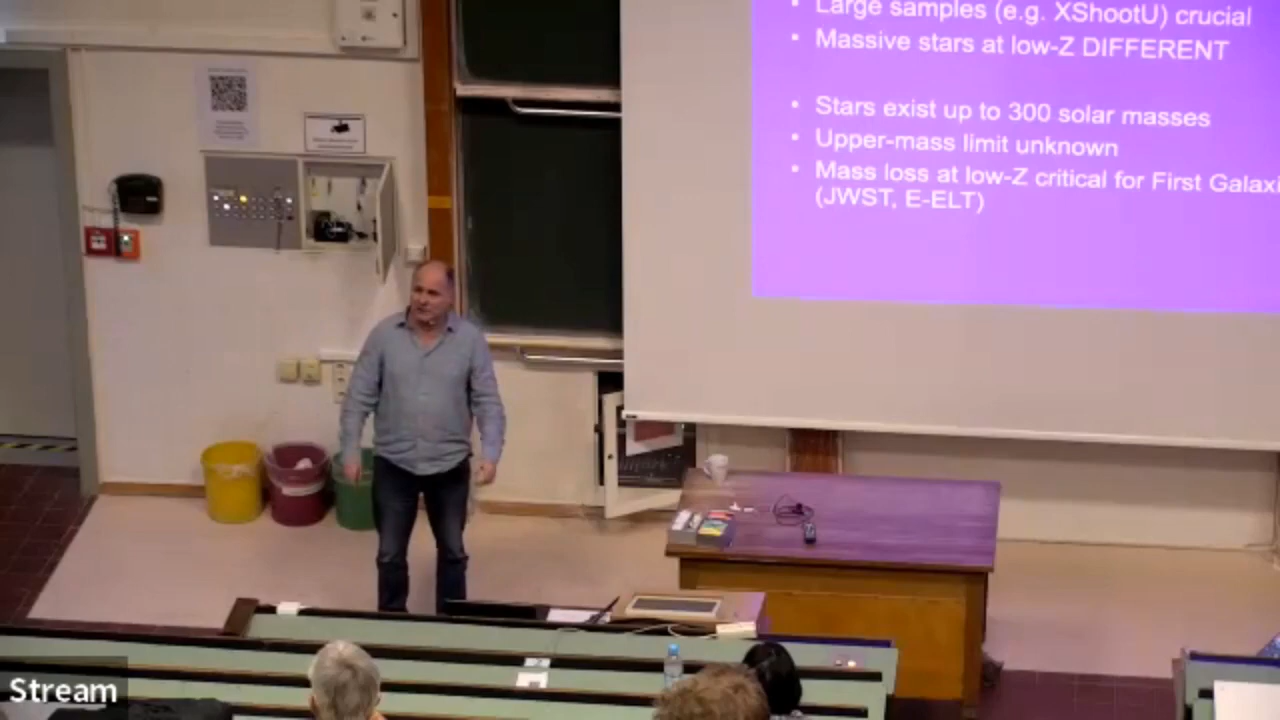 Large samples (e.g. XShootU) crucial
Massive stars at low-Z DIFFERENT
Stars exist up to 300 solar masses
Upper-mass limit unknown
Mass loss at low-Z critical for First Galaxi
(JWST, E-ELT)
Stream